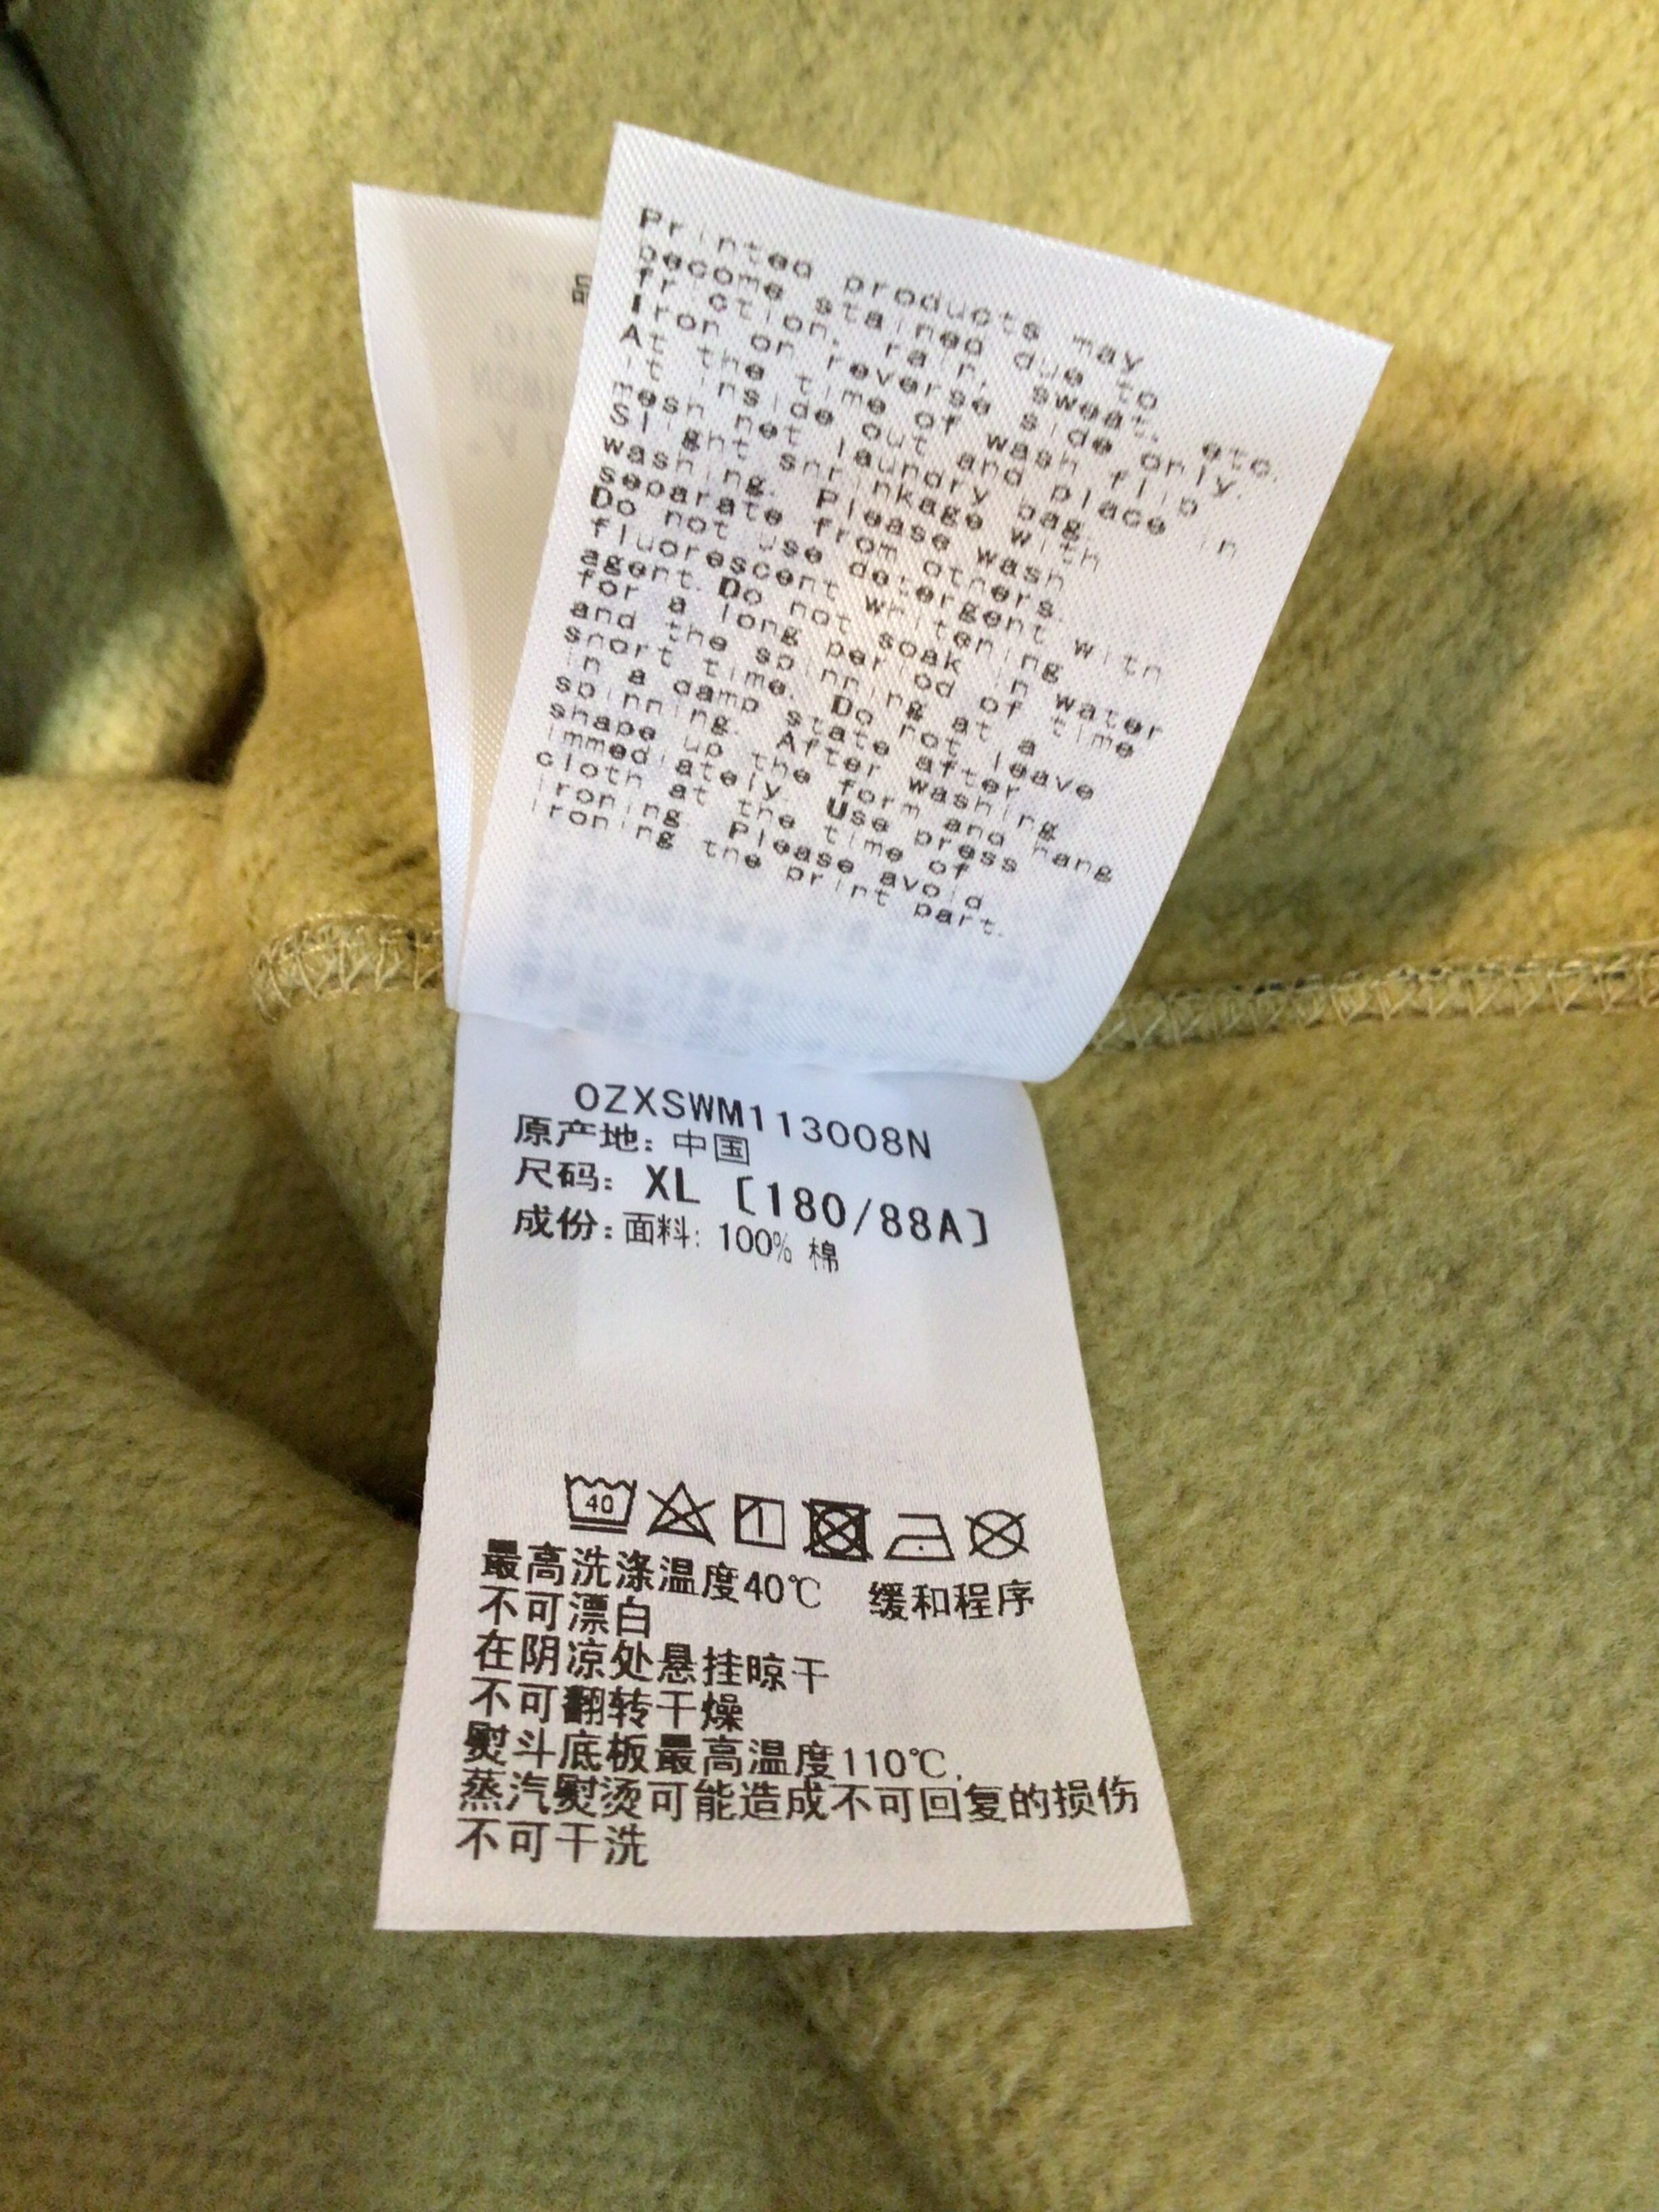 Printed products may
become stained due to
friction, rain, sweat, etc.
Iron on reverse side only.
At the time of wash flip
it inside out and place in
mesh net laundry bag.
Slight shrinkage with
washing. Please wash
separate from others.
Do not use detergent with
fluorescent whitening
agent. Do not soak in water
for a long period of time
and the spinning at a
short time. Do not leave
in a damp state after
spinning. After washing
shape up the form and hang
immediately. Use press
cloth at the time of
ironing. Please avoid
ironing the print part.
OZXSWM113008N
原产地: 中国
尺码: XL [180/88A]
成份: 面料: 100% 棉
40
最高洗涤温度40℃ 缓和程序
不可漂白
在阴凉处悬挂晾干
不可翻转干燥
熨斗底板最高温度110℃,
蒸汽熨烫可能造成不可回复的损伤
不可干洗